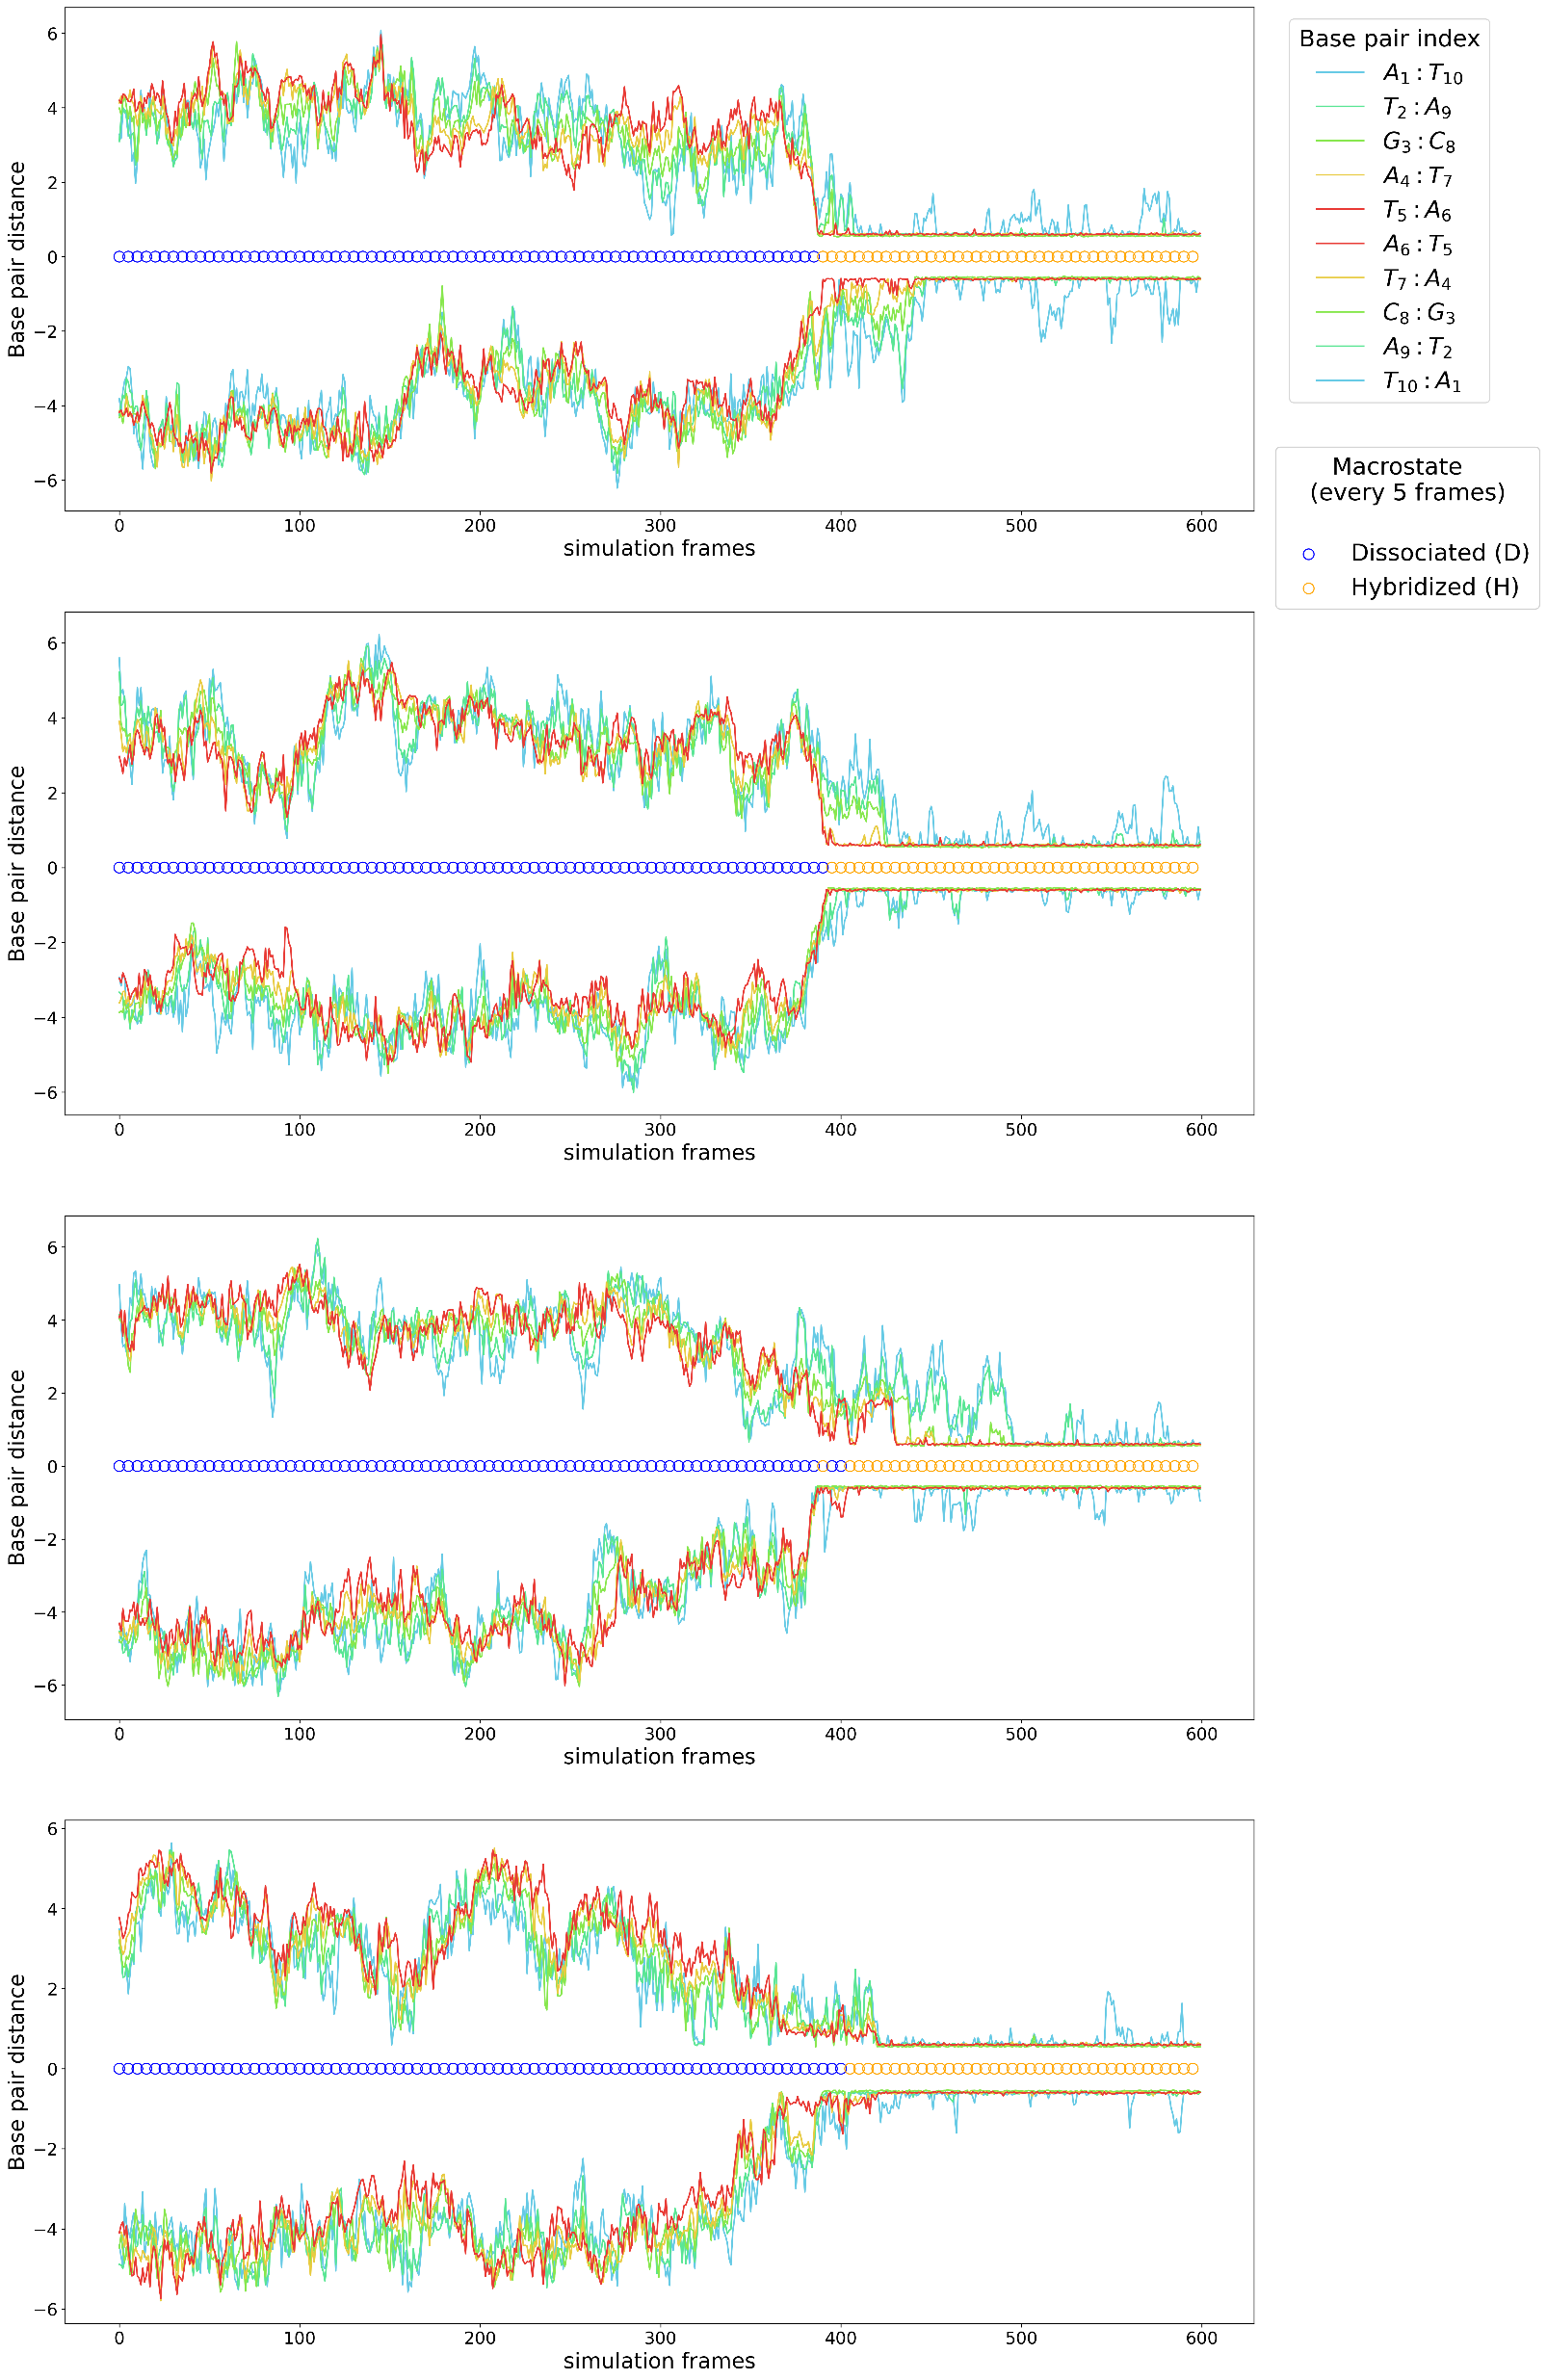 6
4
2
0
−2
−4
−6
Base pair distance
0 100 200 300 400 500 600
simulation frames
Base pair index
A1 : T10
T2 : A9
G3 : C8
A4 : T7
T5 : A6
A6 : T5
T7 : A4
C8 : G3
A9 : T2
T10 : A1
Macrostate
(every 5 frames)
Dissociated (D)
Hybridized (H)
6
4
2
0
−2
−4
−6
Base pair distance
0 100 200 300 400 500 600
simulation frames
6
4
2
0
−2
−4
−6
Base pair distance
0 100 200 300 400 500 600
simulation frames
6
4
2
0
−2
−4
−6
Base pair distance
0 100 200 300 400 500 600
simulation frames